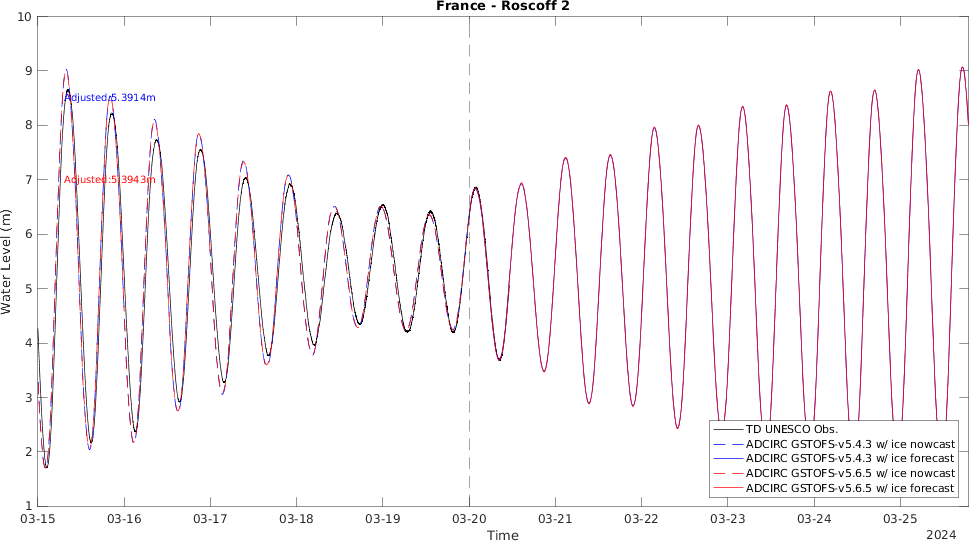 France - Roscoff 2
10
9
8
7
6
5
4
3
2
1
Water Level (m)
Adjusted:5.3914m
Adjusted:5.3943m
TD UNESCO Obs.
ADCIRC GSTOFS-v5.4.3 w/ ice nowcast
ADCIRC GSTOFS-v5.4.3 w/ ice forecast
ADCIRC GSTOFS-v5.6.5 w/ ice nowcast
ADCIRC GSTOFS-v5.6.5 w/ ice forecast
03-15 03-16 03-17 03-18 03-19 03-20 03-21 03-22 03-23 03-24 03-25
Time
2024